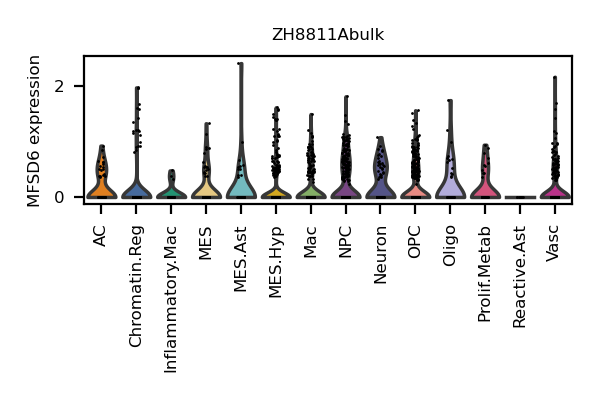 ZH8811Abulk
MFSD6 expression
2
0
AC
Chromatin.Reg
Inflammatory.Mac
MES
MES.Ast
MES.Hyp
Mac
NPC
Neuron
OPC
Oligo
Prolif.Metab
Reactive.Ast
Vasc